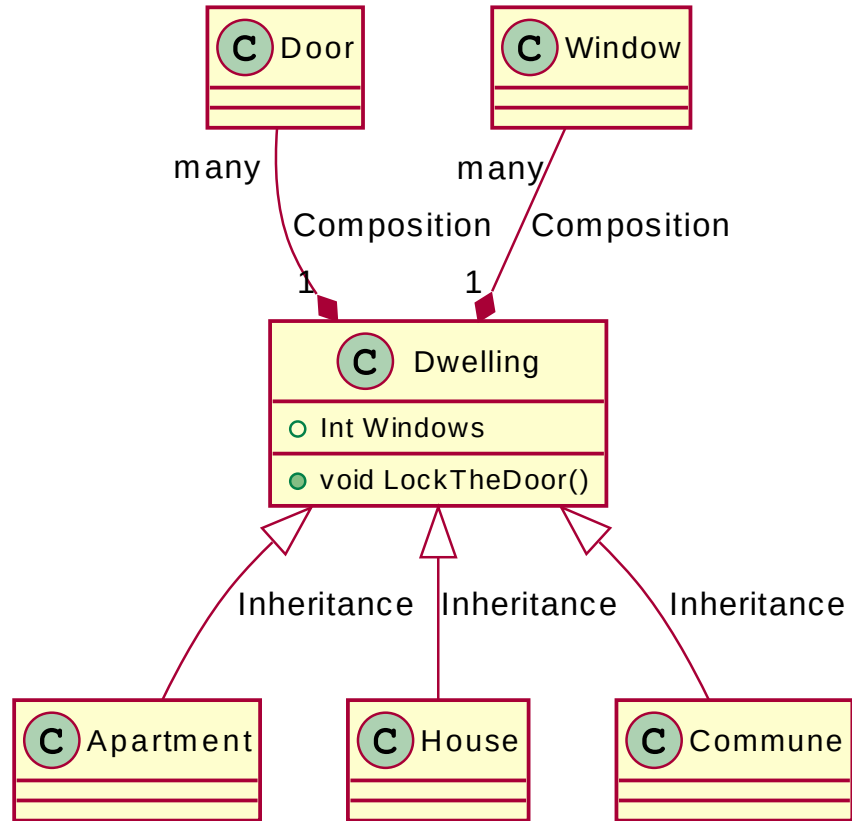 C Door
C Window
many
many
Composition
Composition
1
1
C Dwelling
Int Windows
void LockTheDoor()
Inheritance
Inheritance
Inheritance
C Apartment
C House
C Commune